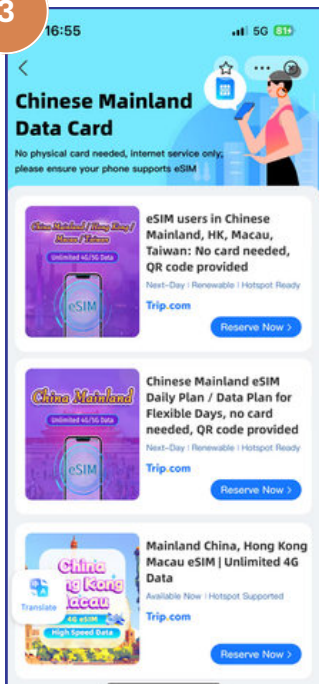 3
16:55
5G 81
Chinese Mainland
Data Card
No physical card needed, internet service only,
please ensure your phone supports eSIM
China Mainland / Hong Kong /
Macau / Taiwan
Unlimited 4G/5G Data
eSIM
eSIM users in Chinese
Mainland, HK, Macau,
Taiwan: No card needed,
QR code provided
Next-Day | Renewable | Hotspot Ready
Trip.com
Reserve Now >
China Mainland
Unlimited 4G/5G Data
eSIM
Chinese Mainland eSIM
Daily Plan / Data Plan for
Flexible Days, no card
needed, QR code provided
Next-Day | Renewable | Hotspot Ready
Trip.com
Reserve Now >
China
ng Kong
acau
4G eSIM
High Speed Data
Translate
Mainland China, Hong Kong
Macau eSIM | Unlimited 4G
Data
Available Now | Hotspot Supported
Trip.com
Reserve Now >